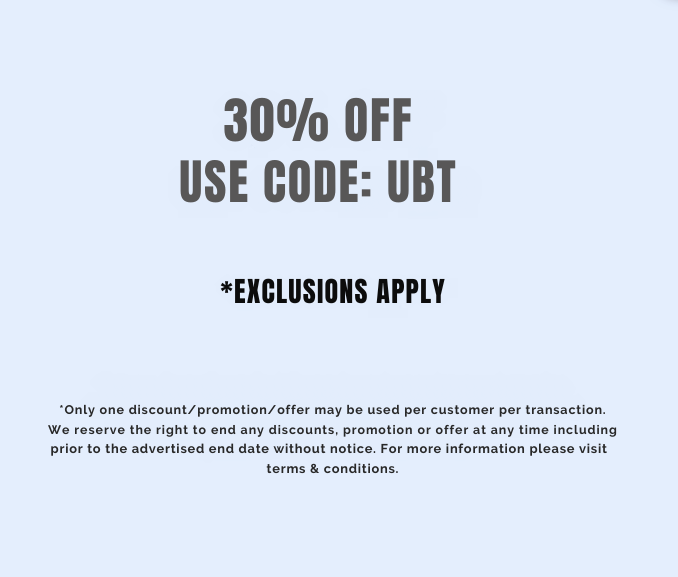 30% OFF
USE CODE: UBT
*EXCLUSIONS APPLY
*Only one discount/promotion/offer may be used per customer per transaction.
We reserve the right to end any discounts, promotion or offer at any time including
prior to the advertised end date without notice. For more information please visit
terms & conditions.